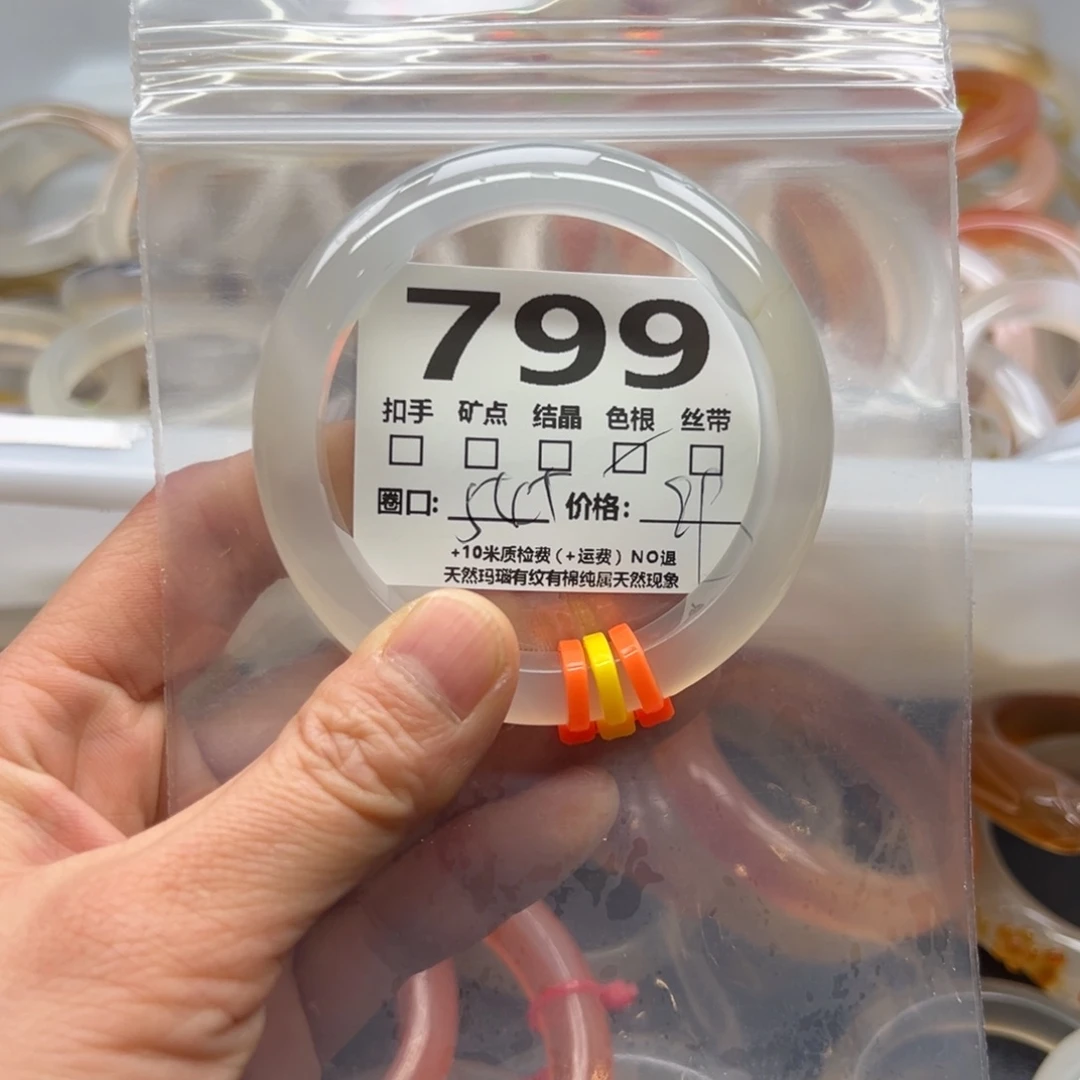 799
扣手 矿点 结晶 色根 丝带
圈口: 价格:
+10米质检费(+运费) NO退
天然玛瑙有纹有棉纯属天然现象